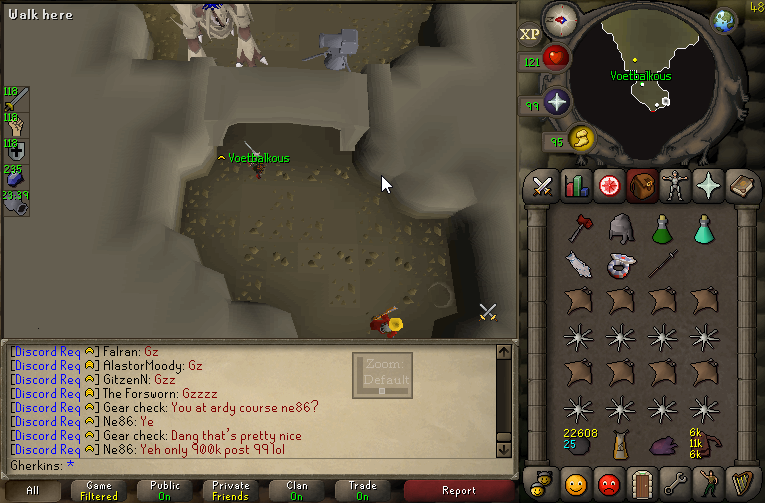 Walk here
48
XP
121
99
95
Voetbalkous
118
118
118
235
23:39
Voetbalkous
[Discord Req] Falran: Gz
[Discord Req] AlastorMoody: Gz
[Discord Req] GitzenN: Gzz
[Discord Req] The Forsworn: Gzzzz
[Discord Req] Gear check: You at ardy course ne86?
[Discord Req] Ne86: Ye
[Discord Req] Gear check: Dang that's pretty nice
[Discord Req] Ne86: Yeh only 900k post 99 lol
Gherkins: *
Zoom:
Default
22608
25
6k
11k
6k
All
Game
Filtered
Public
On
Private
Friends
Clan
On
Trade
On
Report